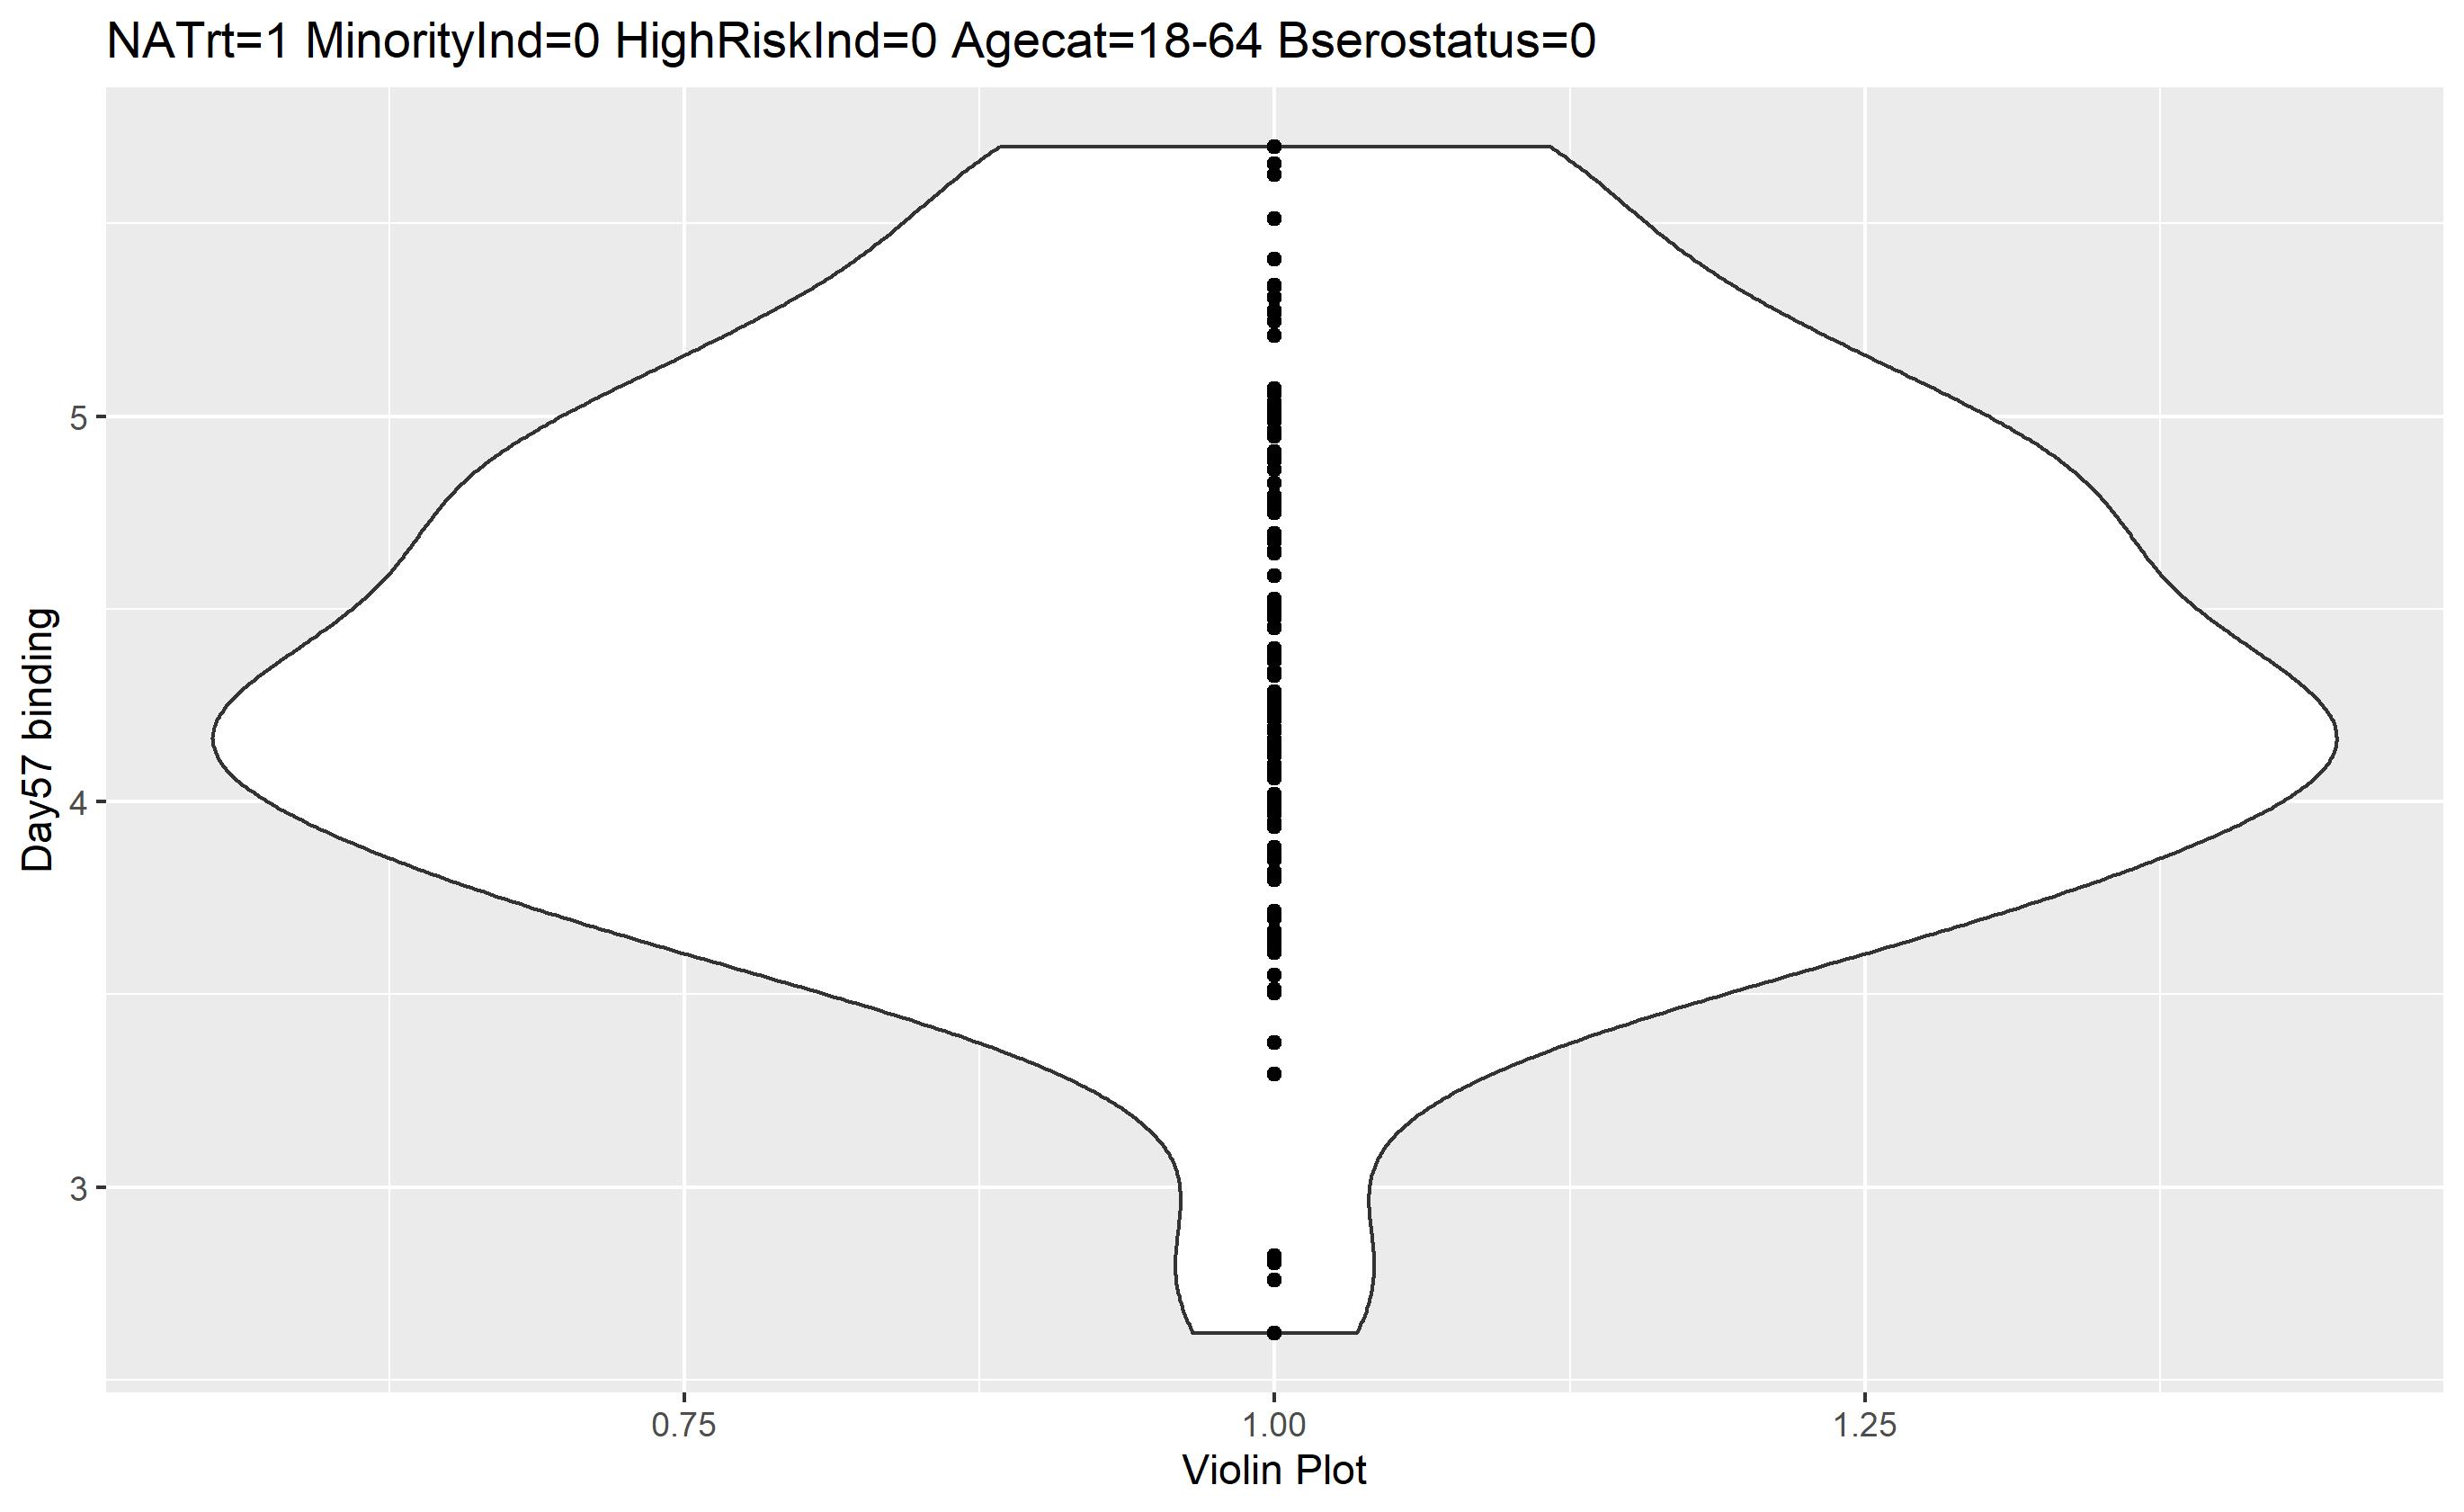 NATrt=1 MinorityInd=0 HighRiskInd=0 Agecat=18-64 Bserostatus=0
Day57 binding
5
4
3
0.75 1.00 1.25
Violin Plot